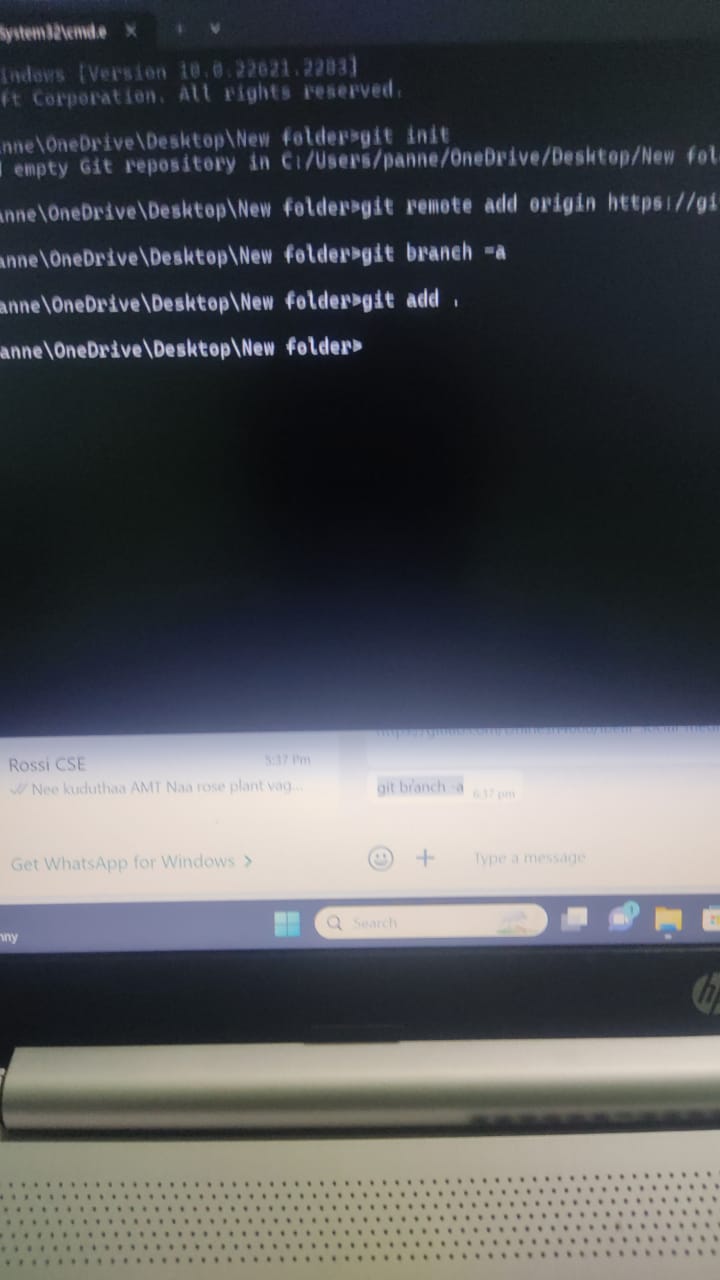 System32\cmd.e
indows [Version 10.0.22621.2283]
ft Corporation. All rights reserved.
nne\OneDrive\Desktop\New folder>git init
empty Git repository in C:/Users/panne/OneDrive/Desktop/New fol
anne\OneDrive\Desktop\New folder>git remote add origin https://gi
anne\OneDrive\Desktop\New folder>git branch -a
anne\OneDrive\Desktop\New folder>git add .
anne\OneDrive\Desktop\New folder>
Rossi CSE 5:37 Pm
Nee kuduthaa AMT Naa rose plant vag...
git branch -a 6:37 pm
Get WhatsApp for Windows
Type a message
nny
Search
1
hp